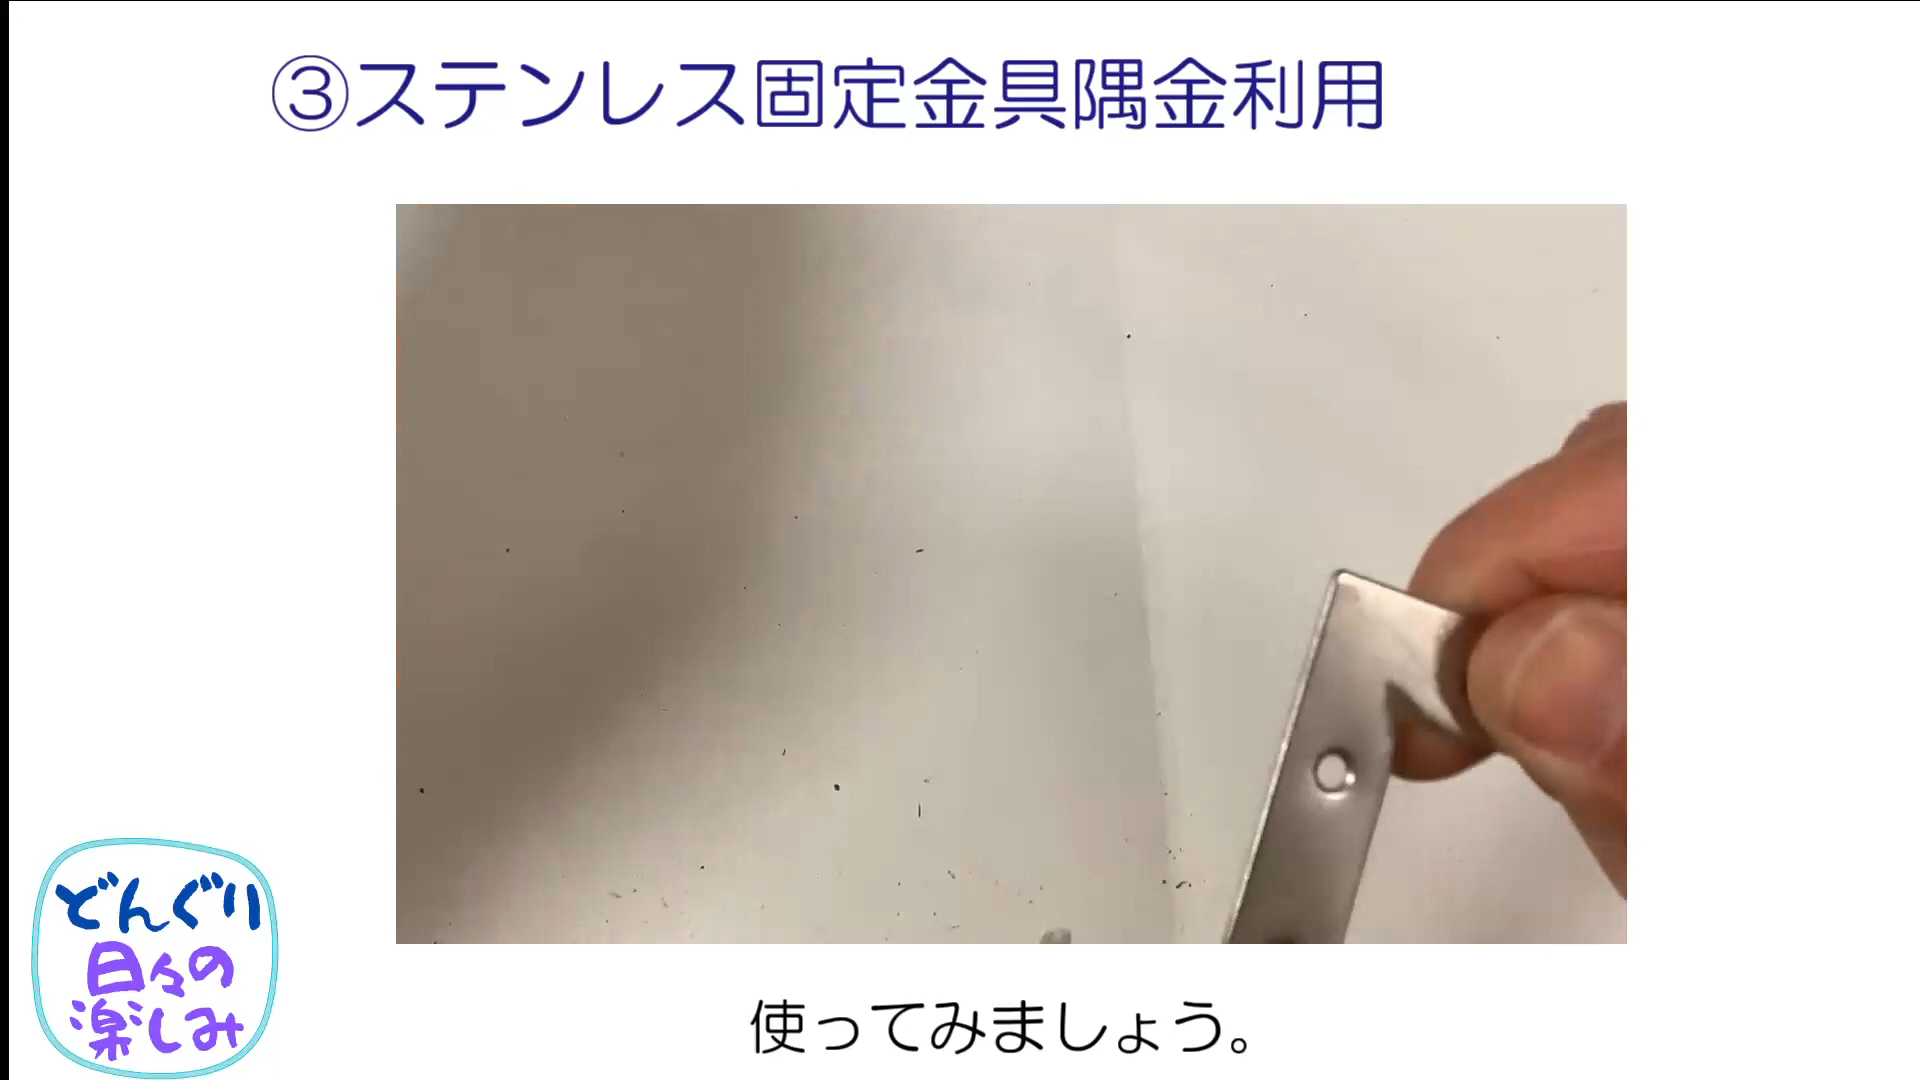 ③ステンレス固定金具隅金利用
使ってみましょう。
どんぐり
日々の
楽しみ